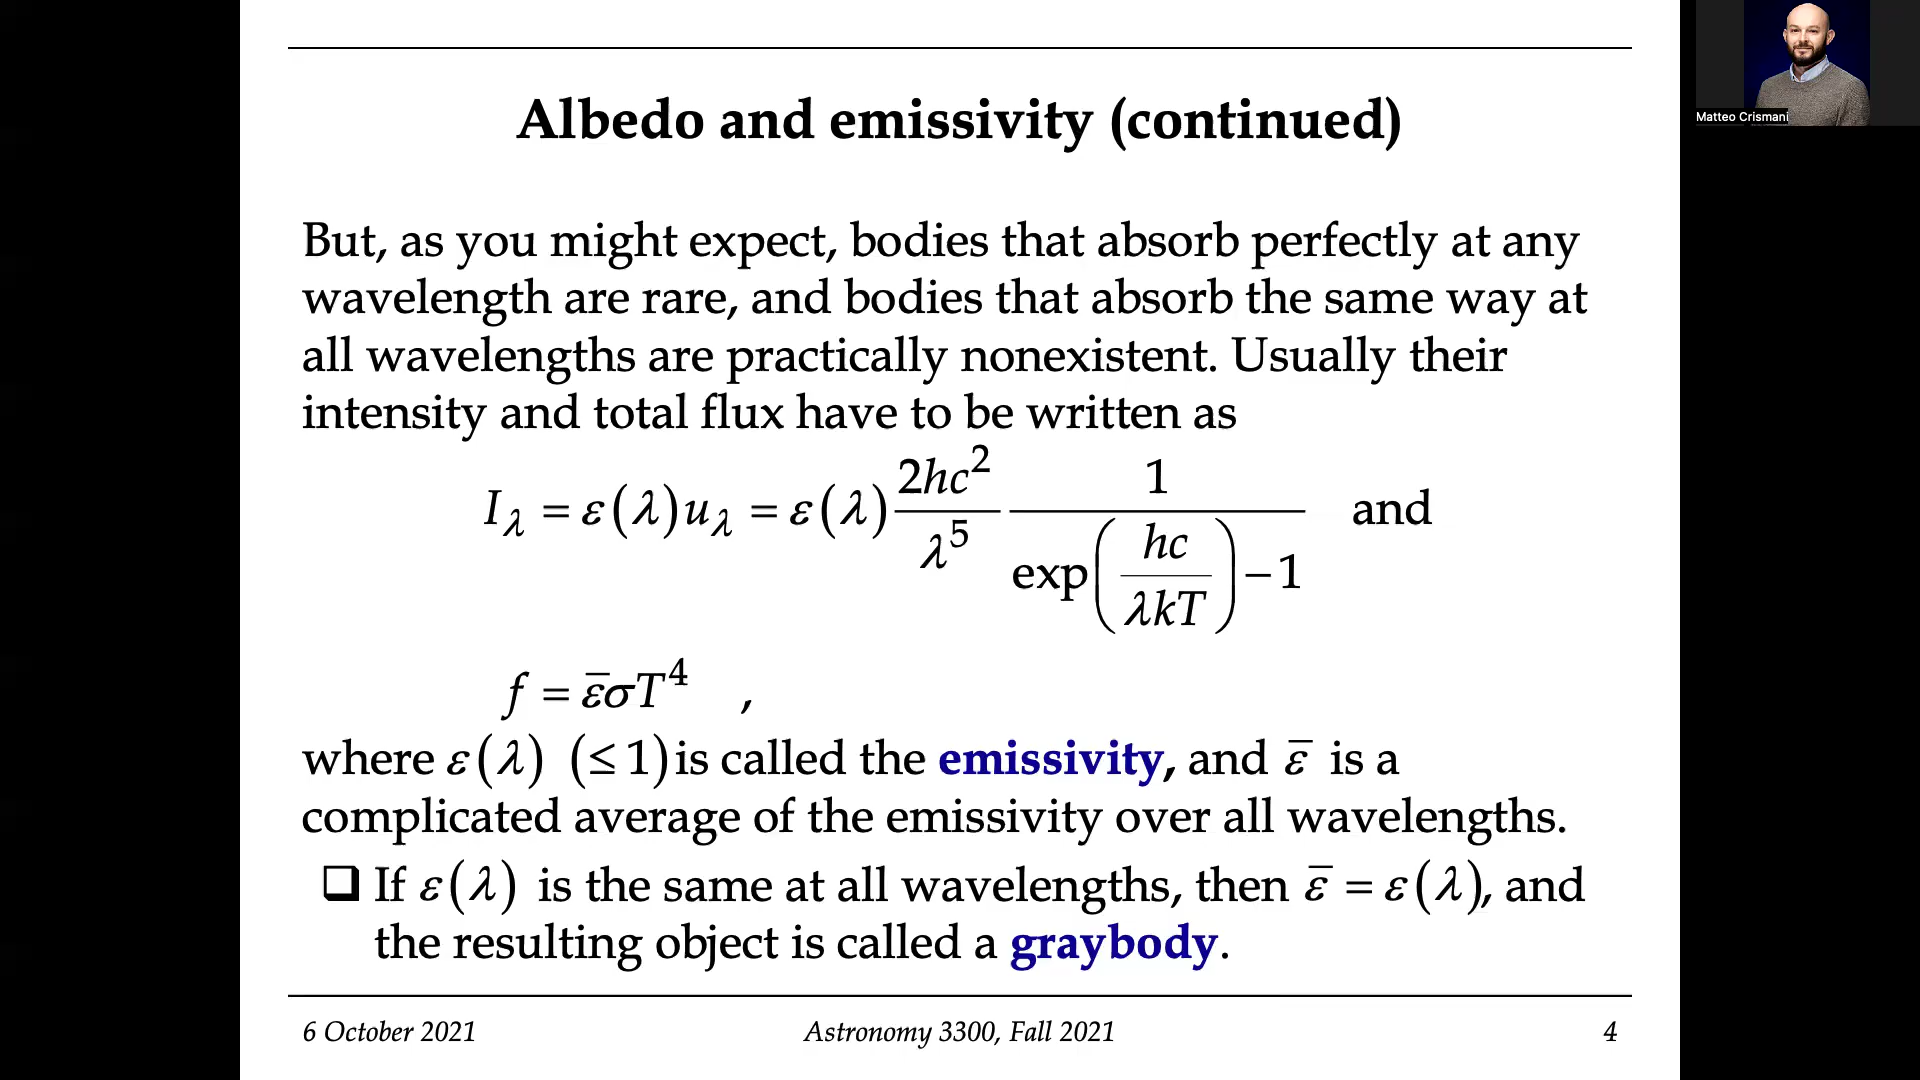 Albedo and emissivity (continued)
But, as you might expect, bodies that absorb perfectly at any
wavelength are rare, and bodies that absorb the same way at
all wavelengths are practically nonexistent. Usually their
intensity and total flux have to be written as
I_λ = ε(λ)u_λ = ε(λ) 2hc²/λ⁵ 1/(exp(hc/λkT) − 1) and
f = ε̅σT⁴ ,
where ε(λ) (≤ 1) is called the emissivity, and ε̅ is a
complicated average of the emissivity over all wavelengths.
❑ If ε(λ) is the same at all wavelengths, then ε̅ = ε(λ), and
the resulting object is called a graybody.
6 October 2021 Astronomy 3300, Fall 2021 4
Matteo Crismani